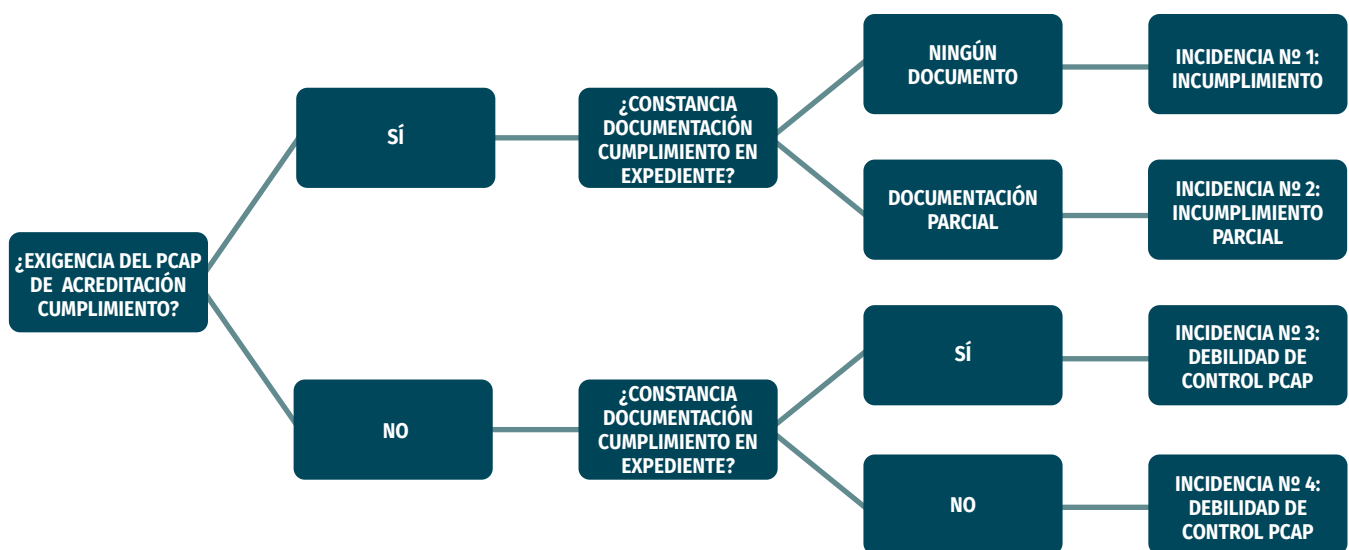 ¿EXIGENCIA DEL PCAP
DE ACREDITACIÓN
CUMPLIMIENTO?
SÍ
¿CONSTANCIA
DOCUMENTACIÓN
CUMPLIMIENTO EN
EXPEDIENTE?
NINGÚN
DOCUMENTO
INCIDENCIA Nº 1:
INCUMPLIMIENTO
DOCUMENTACIÓN
PARCIAL
INCIDENCIA Nº 2:
INCUMPLIMIENTO
PARCIAL
NO
¿CONSTANCIA
DOCUMENTACIÓN
CUMPLIMIENTO EN
EXPEDIENTE?
SÍ
INCIDENCIA Nº 3:
DEBILIDAD DE
CONTROL PCAP
NO
INCIDENCIA Nº 4:
DEBILIDAD DE
CONTROL PCAP